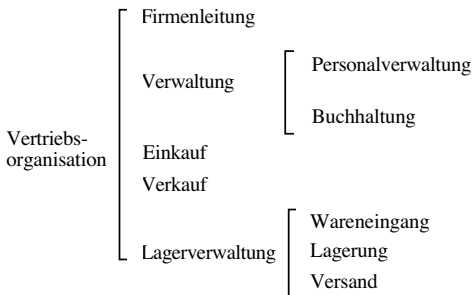 Firmenleitung
Verwaltung
Personalverwaltung
Buchhaltung
Vertriebs-
organisation
Einkauf
Verkauf
Lagerverwaltung
Wareneingang
Lagerung
Versand